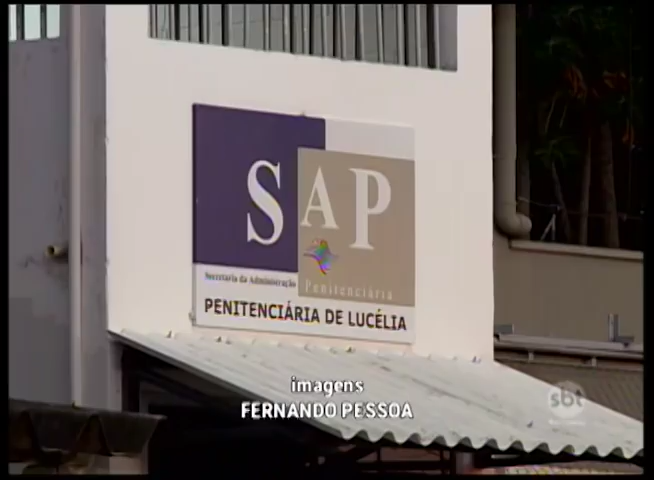 SAP
Secretaria da Administração
Penitenciária
PENITENCIÁRIA DE LUCÉLIA
imagens
FERNANDO PESSOA
sbt